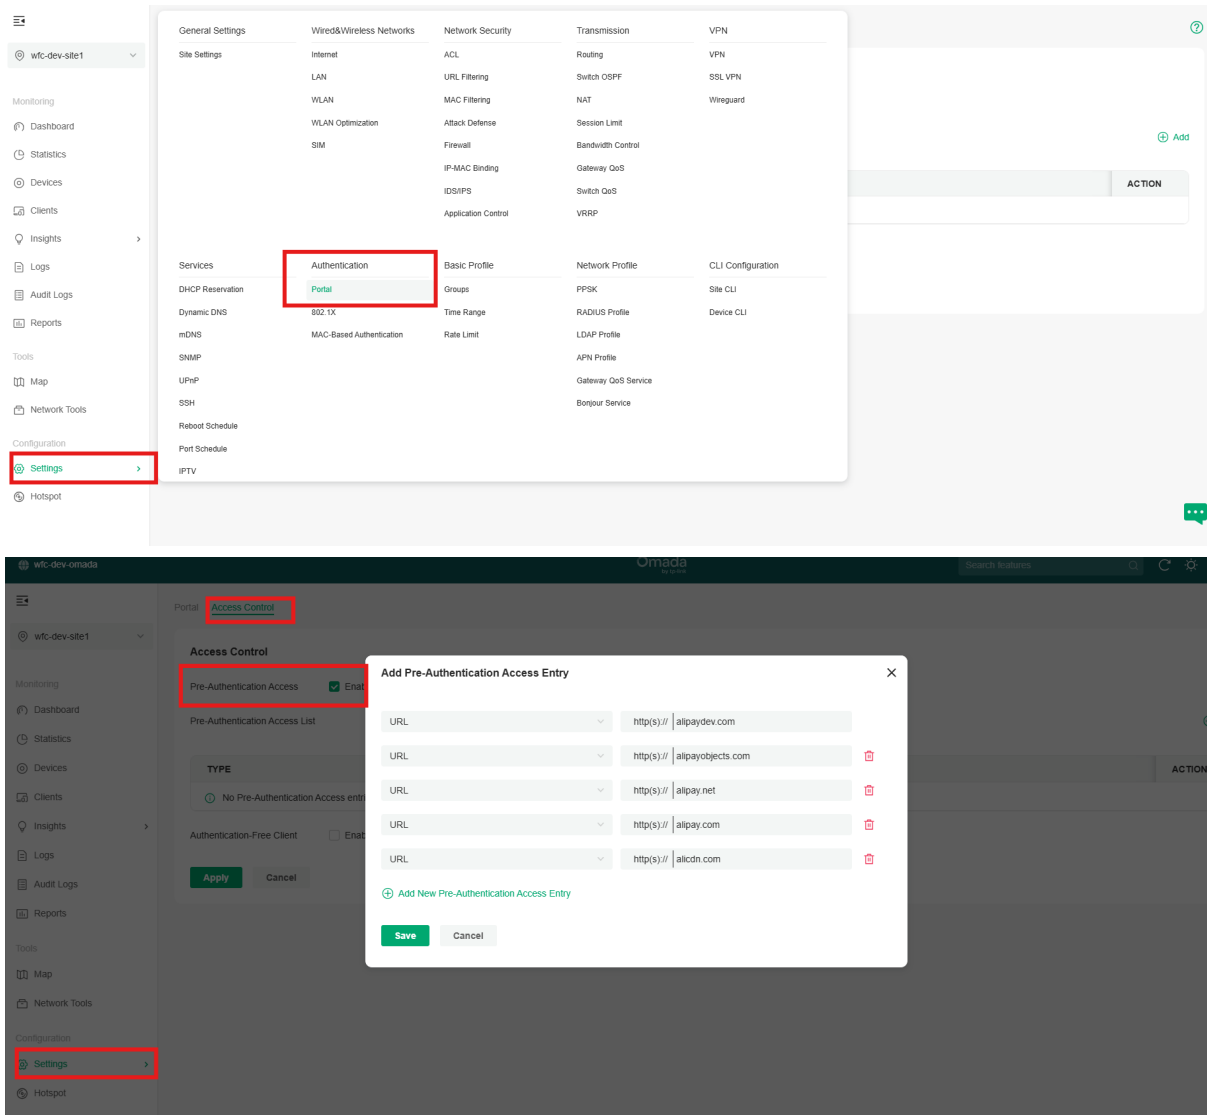 wfc-dev-site1
Monitoring
Dashboard
Statistics
Devices
Clients
Insights
Logs
Audit Logs
Reports
Tools
Map
Network Tools
Configuration
Settings
Hotspot
General Settings
Site Settings
Wired&Wireless Networks
Internet
LAN
WLAN
WLAN Optimization
SIM
Network Security
ACL
URL Filtering
MAC Filtering
Attack Defense
Firewall
IP-MAC Binding
IDS/IPS
Application Control
Transmission
Routing
Switch OSPF
NAT
Session Limit
Bandwidth Control
Gateway QoS
Switch QoS
VRRP
VPN
VPN
SSL VPN
Wireguard
Services
DHCP Reservation
Dynamic DNS
mDNS
SNMP
UPnP
SSH
Reboot Schedule
Port Schedule
IPTV
Authentication
Portal
802.1X
MAC-Based Authentication
Basic Profile
Groups
Time Range
Rate Limit
Network Profile
PPSK
RADIUS Profile
LDAP Profile
APN Profile
Gateway QoS Service
Bonjour Service
CLI Configuration
Site CLI
Device CLI
Add
ACTION
wfc-dev-omada
Omada
by tp-link
Search features
wfc-dev-site1
Monitoring
Dashboard
Statistics
Devices
Clients
Insights
Logs
Audit Logs
Reports
Tools
Map
Network Tools
Configuration
Settings
Hotspot
Portal Access Control
Access Control
Pre-Authentication Access Enab
Pre-Authentication Access List
TYPE
ACTION
No Pre-Authentication Access entri
Authentication-Free Client Enab
Apply Cancel
Add Pre-Authentication Access Entry
URL http(s):// alipaydev.com
URL http(s):// alipayobjects.com
URL http(s):// alipay.net
URL http(s):// alipay.com
URL http(s):// alicdn.com
Add New Pre-Authentication Access Entry
Save Cancel